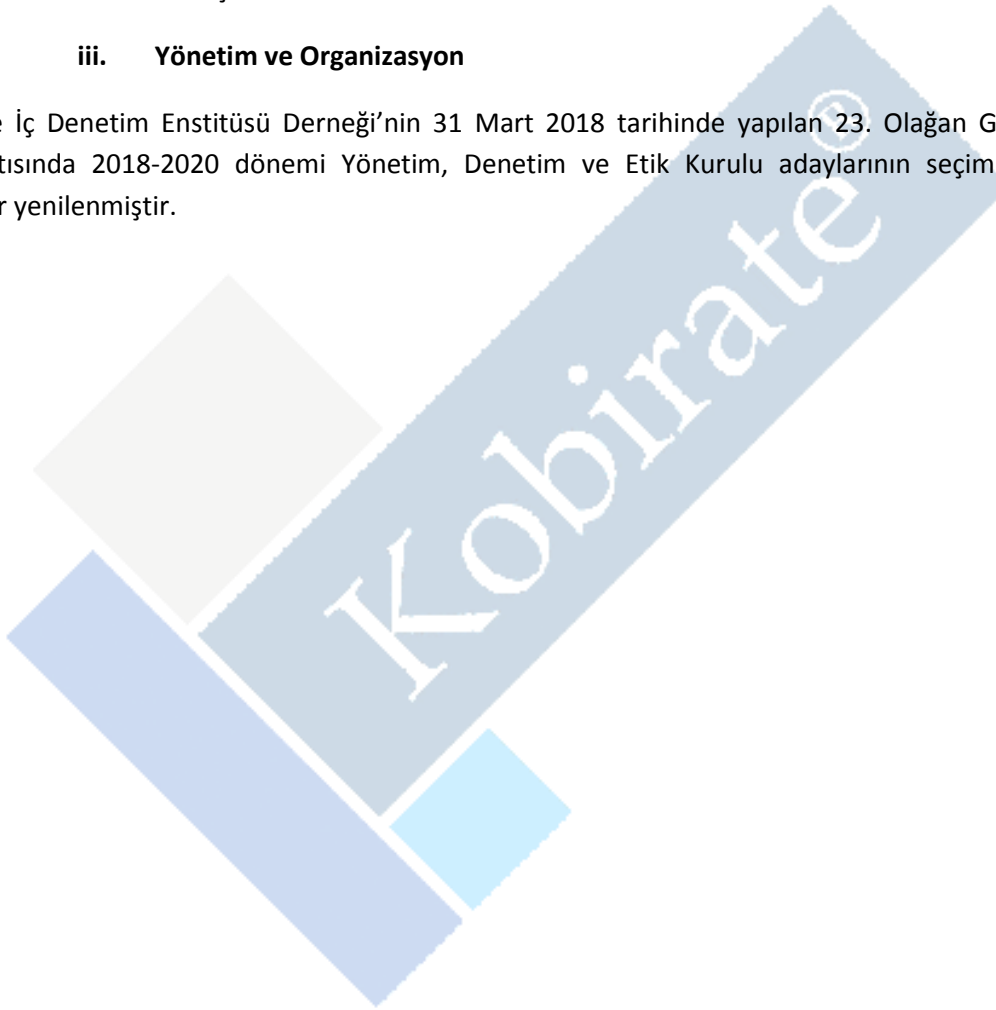 iii. Yönetim ve Organizasyon
İç Denetim Enstitüsü Derneği’nin 31 Mart 2018 tarihinde yapılan 23. Olağan
2018-2020 dönemi Yönetim, Denetim ve Etik Kurulu adaylarının seçim
yenilenmiştir.
Kobirate®